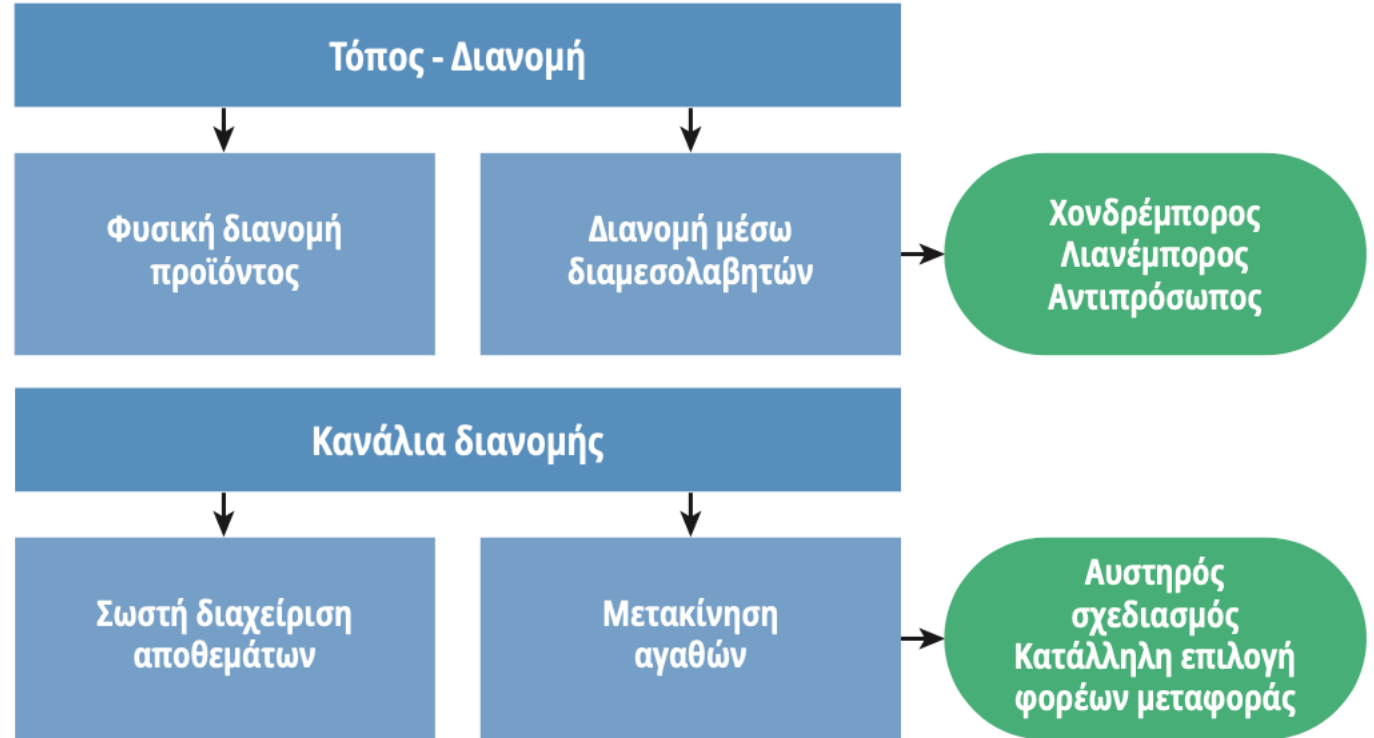 Τόπος - Διανομή
Φυσική διανομή
προϊόντος
Διανομή μέσω
διαμεσολαβητών
Χονδρέμπορος
Λιανέμπορος
Αντιπρόσωπος
Κανάλια διανομής
Σωστή διαχείριση
αποθεμάτων
Μετακίνηση
αγαθών
Αυστηρός
σχεδιασμός
Κατάλληλη επιλογή
φορέων μεταφοράς